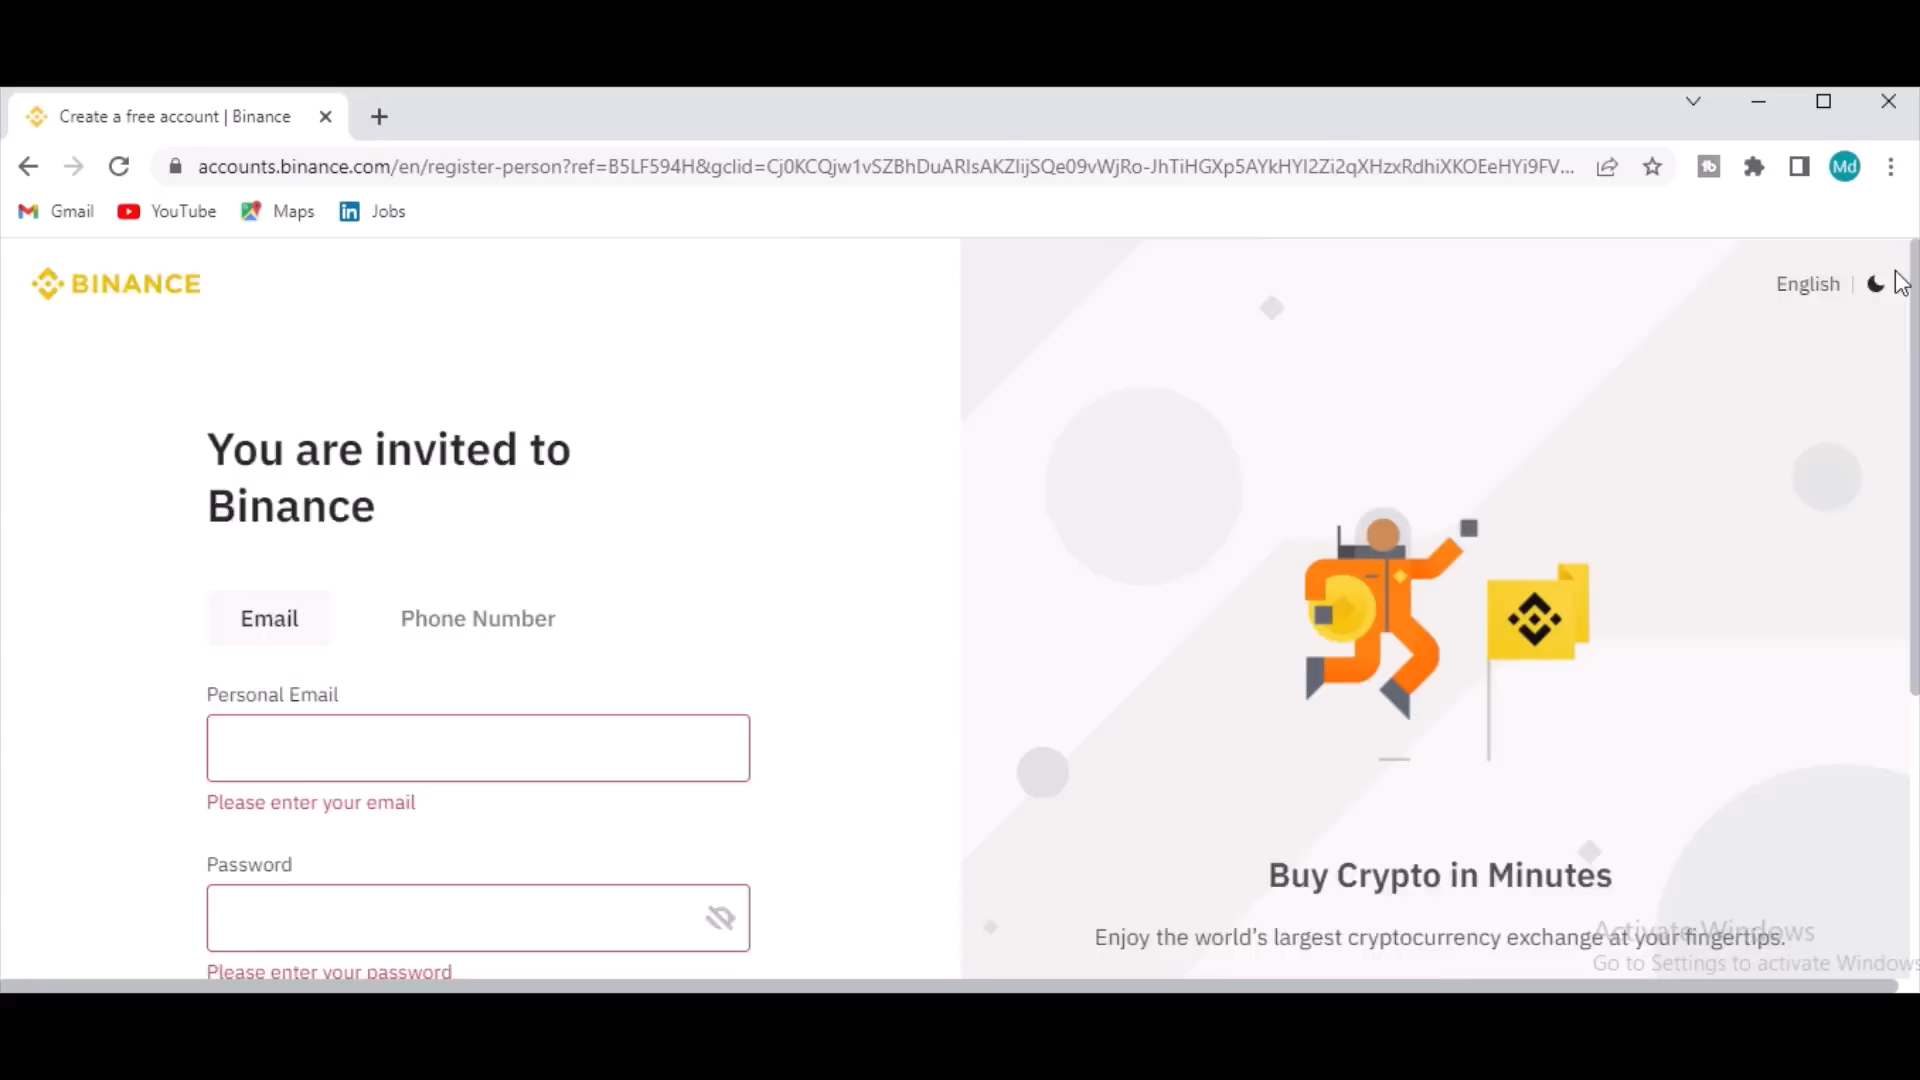 Create a free account | Binance
accounts.binance.com/en/register-person?ref=B5LF594H&gclid=Cj0KCQjw1vSZBhDuARIsAKZlijSQe09vWjRo-JhTiHGXp5AYkHYI2Zi2qXHzxRdhiXKOEeHYi9FV...
Md
Gmail
YouTube
Maps
Jobs
BINANCE
English
You are invited to
Binance
Email
Phone Number
Personal Email
Please enter your email
Password
Please enter your password
Buy Crypto in Minutes
Enjoy the world's largest cryptocurrency exchange at your fingertips.
Activate Windows
Go to Settings to activate Windows